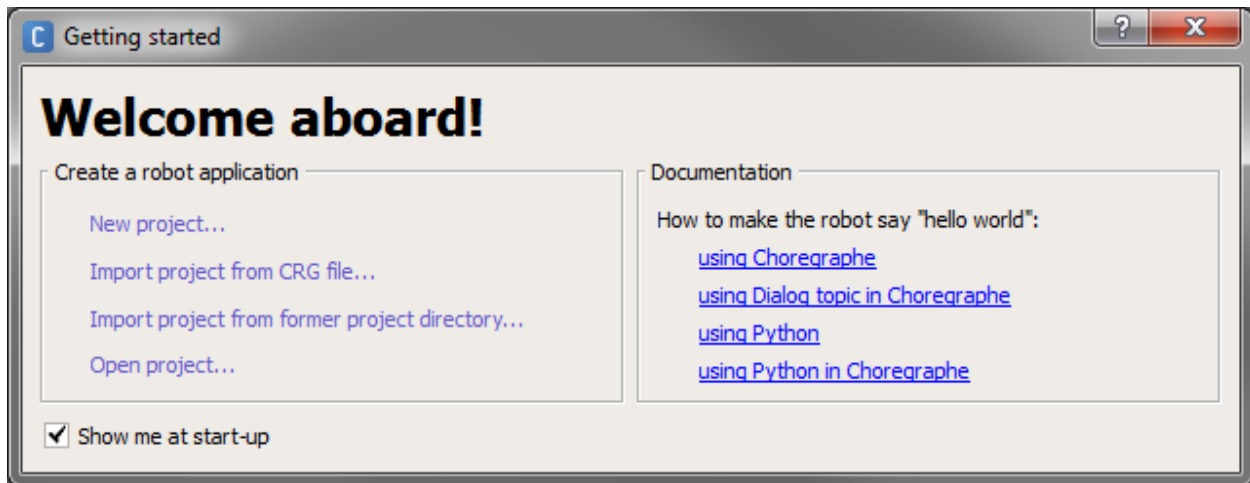 Getting started
Welcome aboard!
Create a robot application
New project...
Import project from CRG file...
Import project from former project directory...
Open project...
Documentation
How to make the robot say "hello world":
using Choregraphe
using Dialog topic in Choregraphe
using Python
using Python in Choregraphe
Show me at start-up